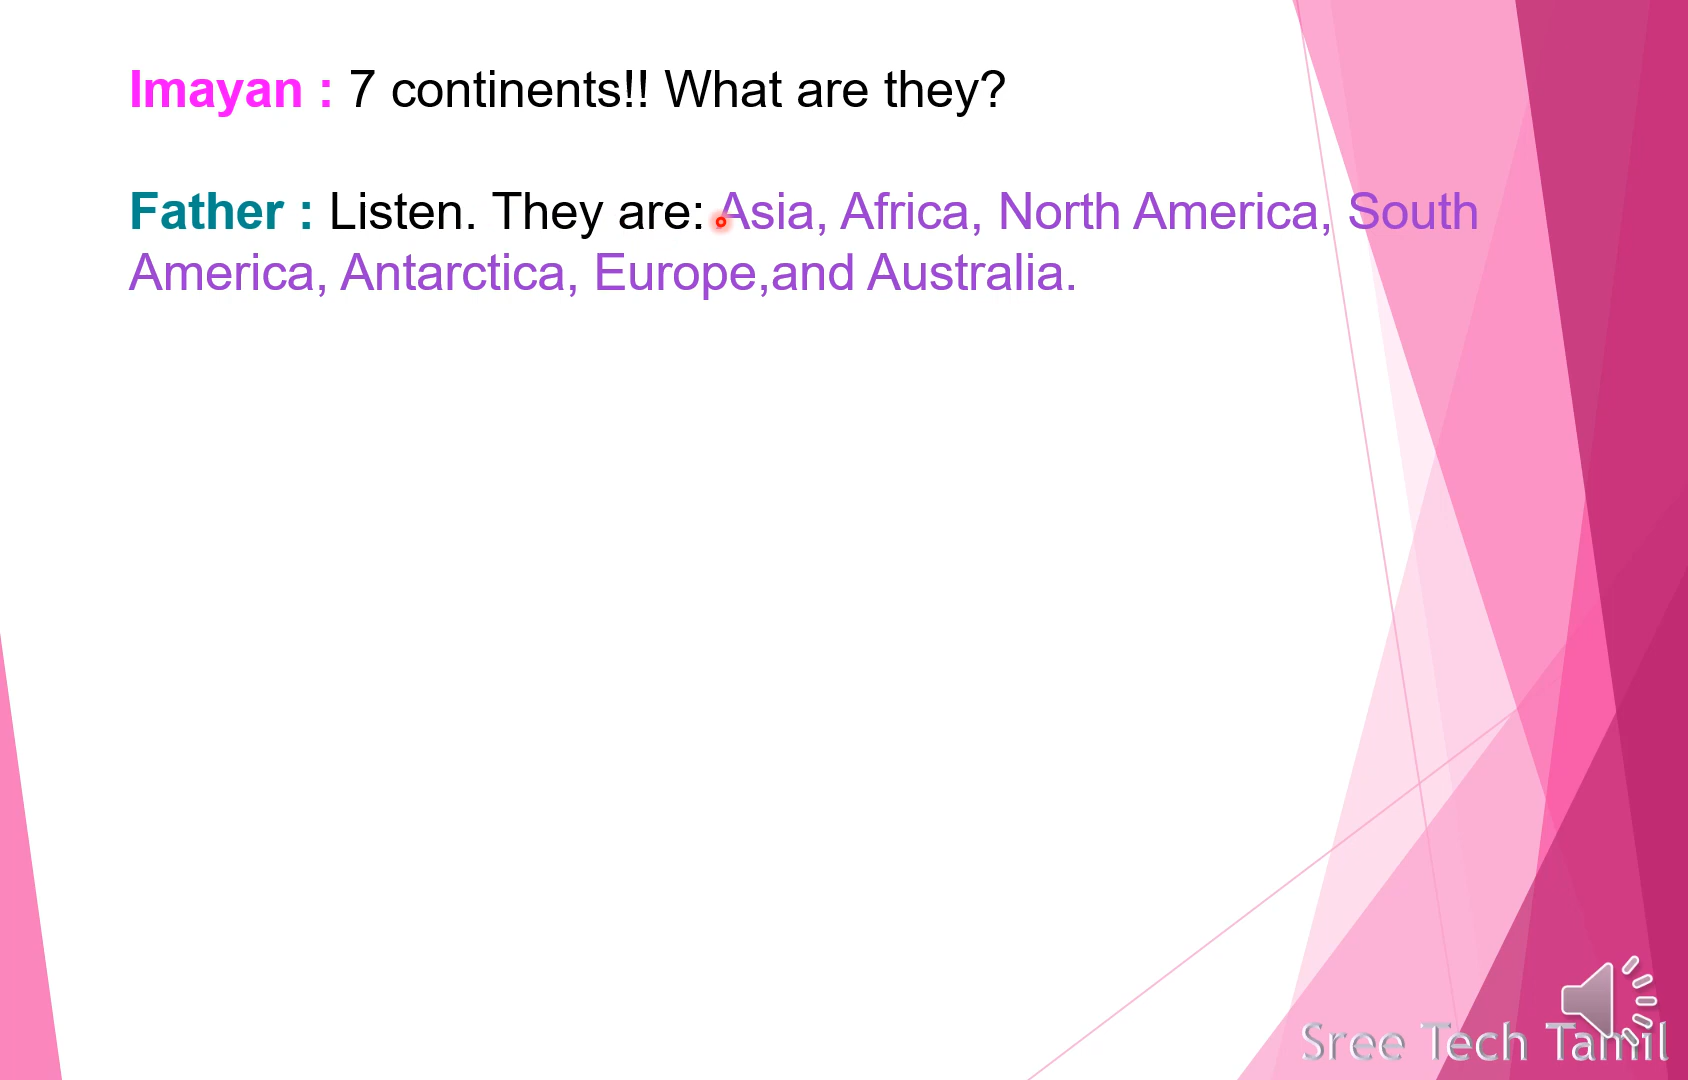 Imayan : 7 continents!! What are they?
Father : Listen. They are: Asia, Africa, North America, South
America, Antarctica, Europe,and Australia.
Sree Tech Tamil